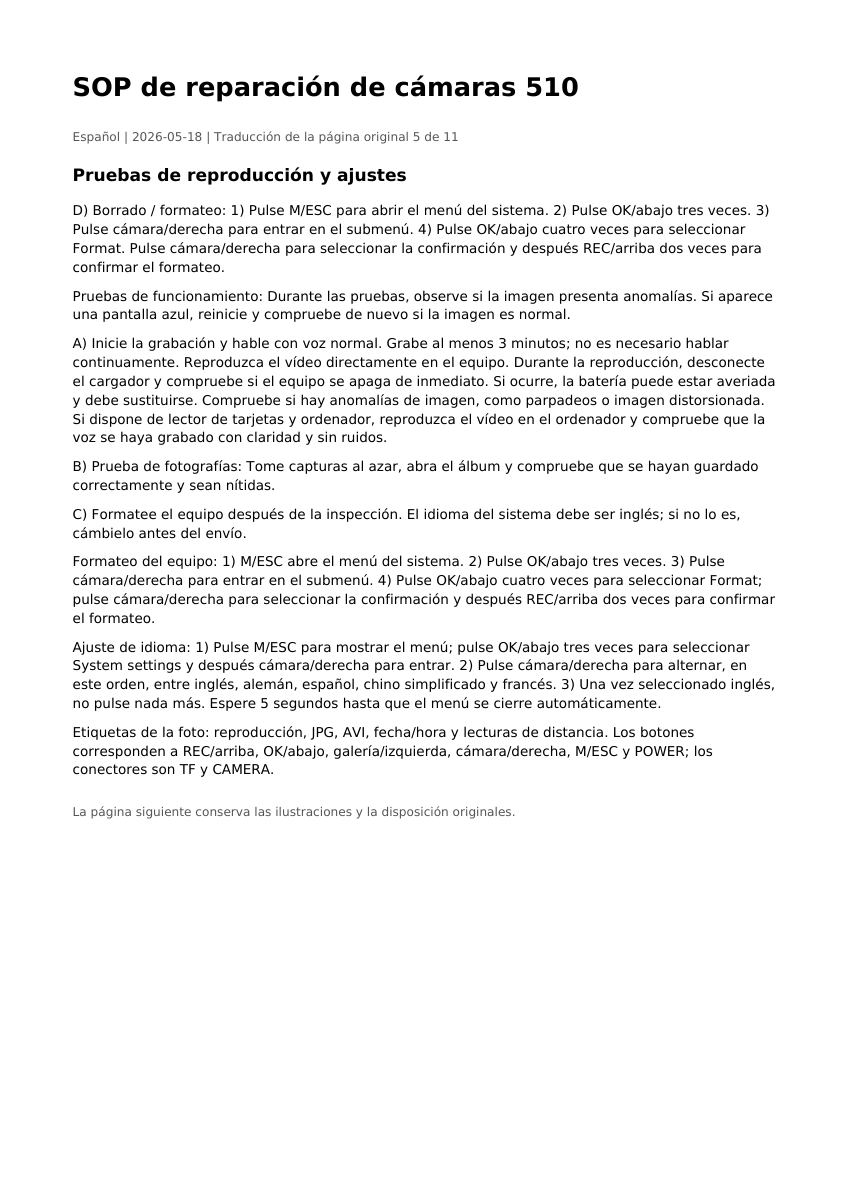 SOP de reparación de cámaras 510
Español | 2026-05-18 | Traducción de la página original 5 de 11
Pruebas de reproducción y ajustes
D) Borrado / formateo: 1) Pulse M/ESC para abrir el menú del sistema. 2) Pulse OK/abajo tres veces. 3)
Pulse cámara/derecha para entrar en el submenú. 4) Pulse OK/abajo cuatro veces para seleccionar
Format. Pulse cámara/derecha para seleccionar la confirmación y después REC/arriba dos veces para
confirmar el formateo.
Pruebas de funcionamiento: Durante las pruebas, observe si la imagen presenta anomalías. Si aparece
una pantalla azul, reinicie y compruebe de nuevo si la imagen es normal.
A) Inicie la grabación y hable con voz normal. Grabe al menos 3 minutos; no es necesario hablar
continuamente. Reproduzca el vídeo directamente en el equipo. Durante la reproducción, desconecte
el cargador y compruebe si el equipo se apaga de inmediato. Si ocurre, la batería puede estar averiada
y debe sustituirse. Compruebe si hay anomalías de imagen, como parpadeos o imagen distorsionada.
Si dispone de lector de tarjetas y ordenador, reproduzca el vídeo en el ordenador y compruebe que la
voz se haya grabado con claridad y sin ruidos.
B) Prueba de fotografías: Tome capturas al azar, abra el álbum y compruebe que se hayan guardado
correctamente y sean nítidas.
C) Formatee el equipo después de la inspección. El idioma del sistema debe ser inglés; si no lo es,
cámbielo antes del envío.
Formateo del equipo: 1) M/ESC abre el menú del sistema. 2) Pulse OK/abajo tres veces. 3) Pulse
cámara/derecha para entrar en el submenú. 4) Pulse OK/abajo cuatro veces para seleccionar Format;
pulse cámara/derecha para seleccionar la confirmación y después REC/arriba dos veces para confirmar
el formateo.
Ajuste de idioma: 1) Pulse M/ESC para mostrar el menú; pulse OK/abajo tres veces para seleccionar
System settings y después cámara/derecha para entrar. 2) Pulse cámara/derecha para alternar, en
este orden, entre inglés, alemán, español, chino simplificado y francés. 3) Una vez seleccionado inglés,
no pulse nada más. Espere 5 segundos hasta que el menú se cierre automáticamente.
Etiquetas de la foto: reproducción, JPG, AVI, fecha/hora y lecturas de distancia. Los botones
corresponden a REC/arriba, OK/abajo, galería/izquierda, cámara/derecha, M/ESC y POWER; los
conectores son TF y CAMERA.
La página siguiente conserva las ilustraciones y la disposición originales.